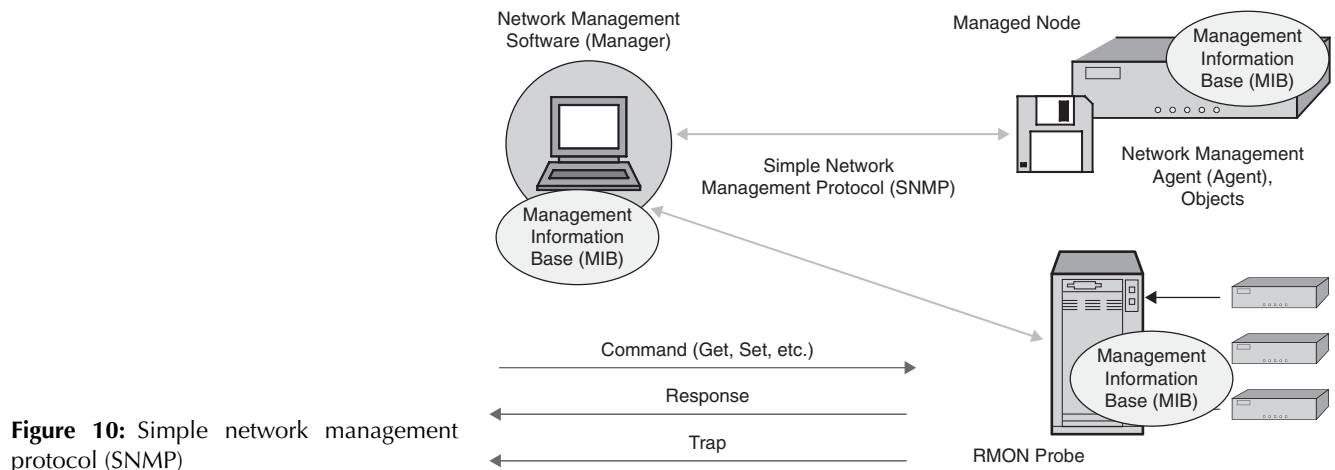 Network Management
Software (Manager)
Managed Node
Management
Information
Base (MIB)
Simple Network
Management Protocol (SNMP)
Network Management
Agent (Agent),
Objects
Management
Information
Base (MIB)
Command (Get, Set, etc.)
Response
Trap
Management
Information
Base (MIB)
RMON Probe
Figure 10: Simple network management
protocol (SNMP)